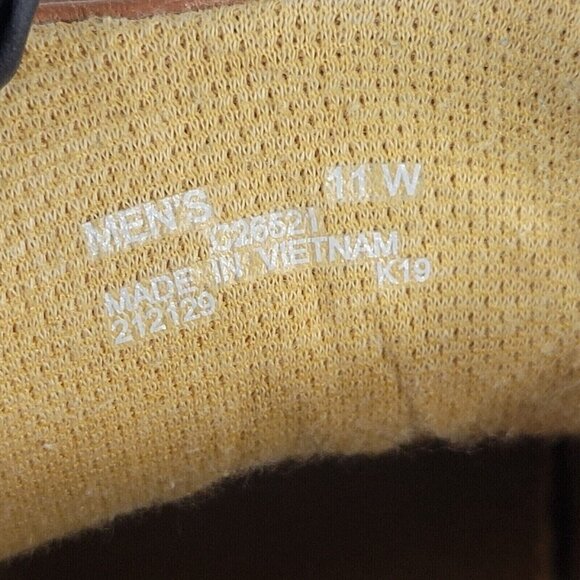 MEN'S 11 W
C26521
MADE IN VIETNAM
212129 K19